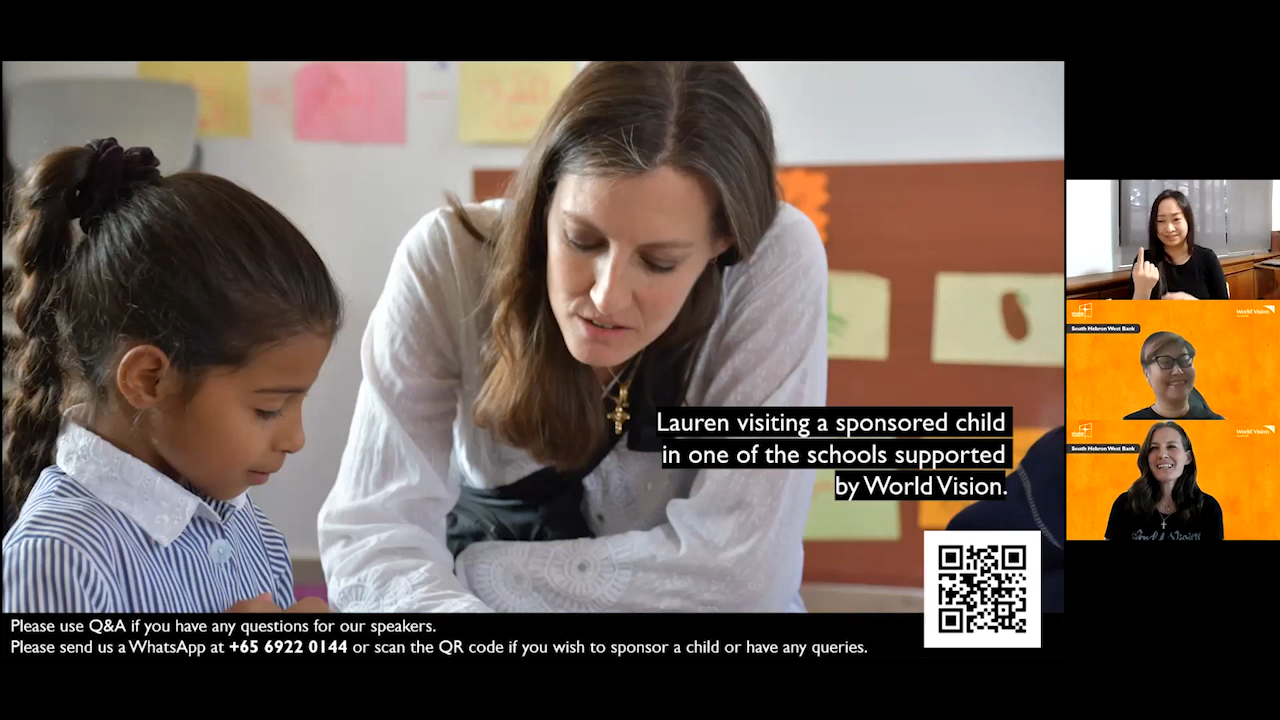 Lauren visiting a sponsored child
in one of the schools supported
by World Vision.
Please use Q&A if you have any questions for our speakers.
Please send us a WhatsApp at +65 6922 0144 or scan the QR code if you wish to sponsor a child or have any queries.
World Vision
South Hebron West Bank
World Vision
South Hebron West Bank